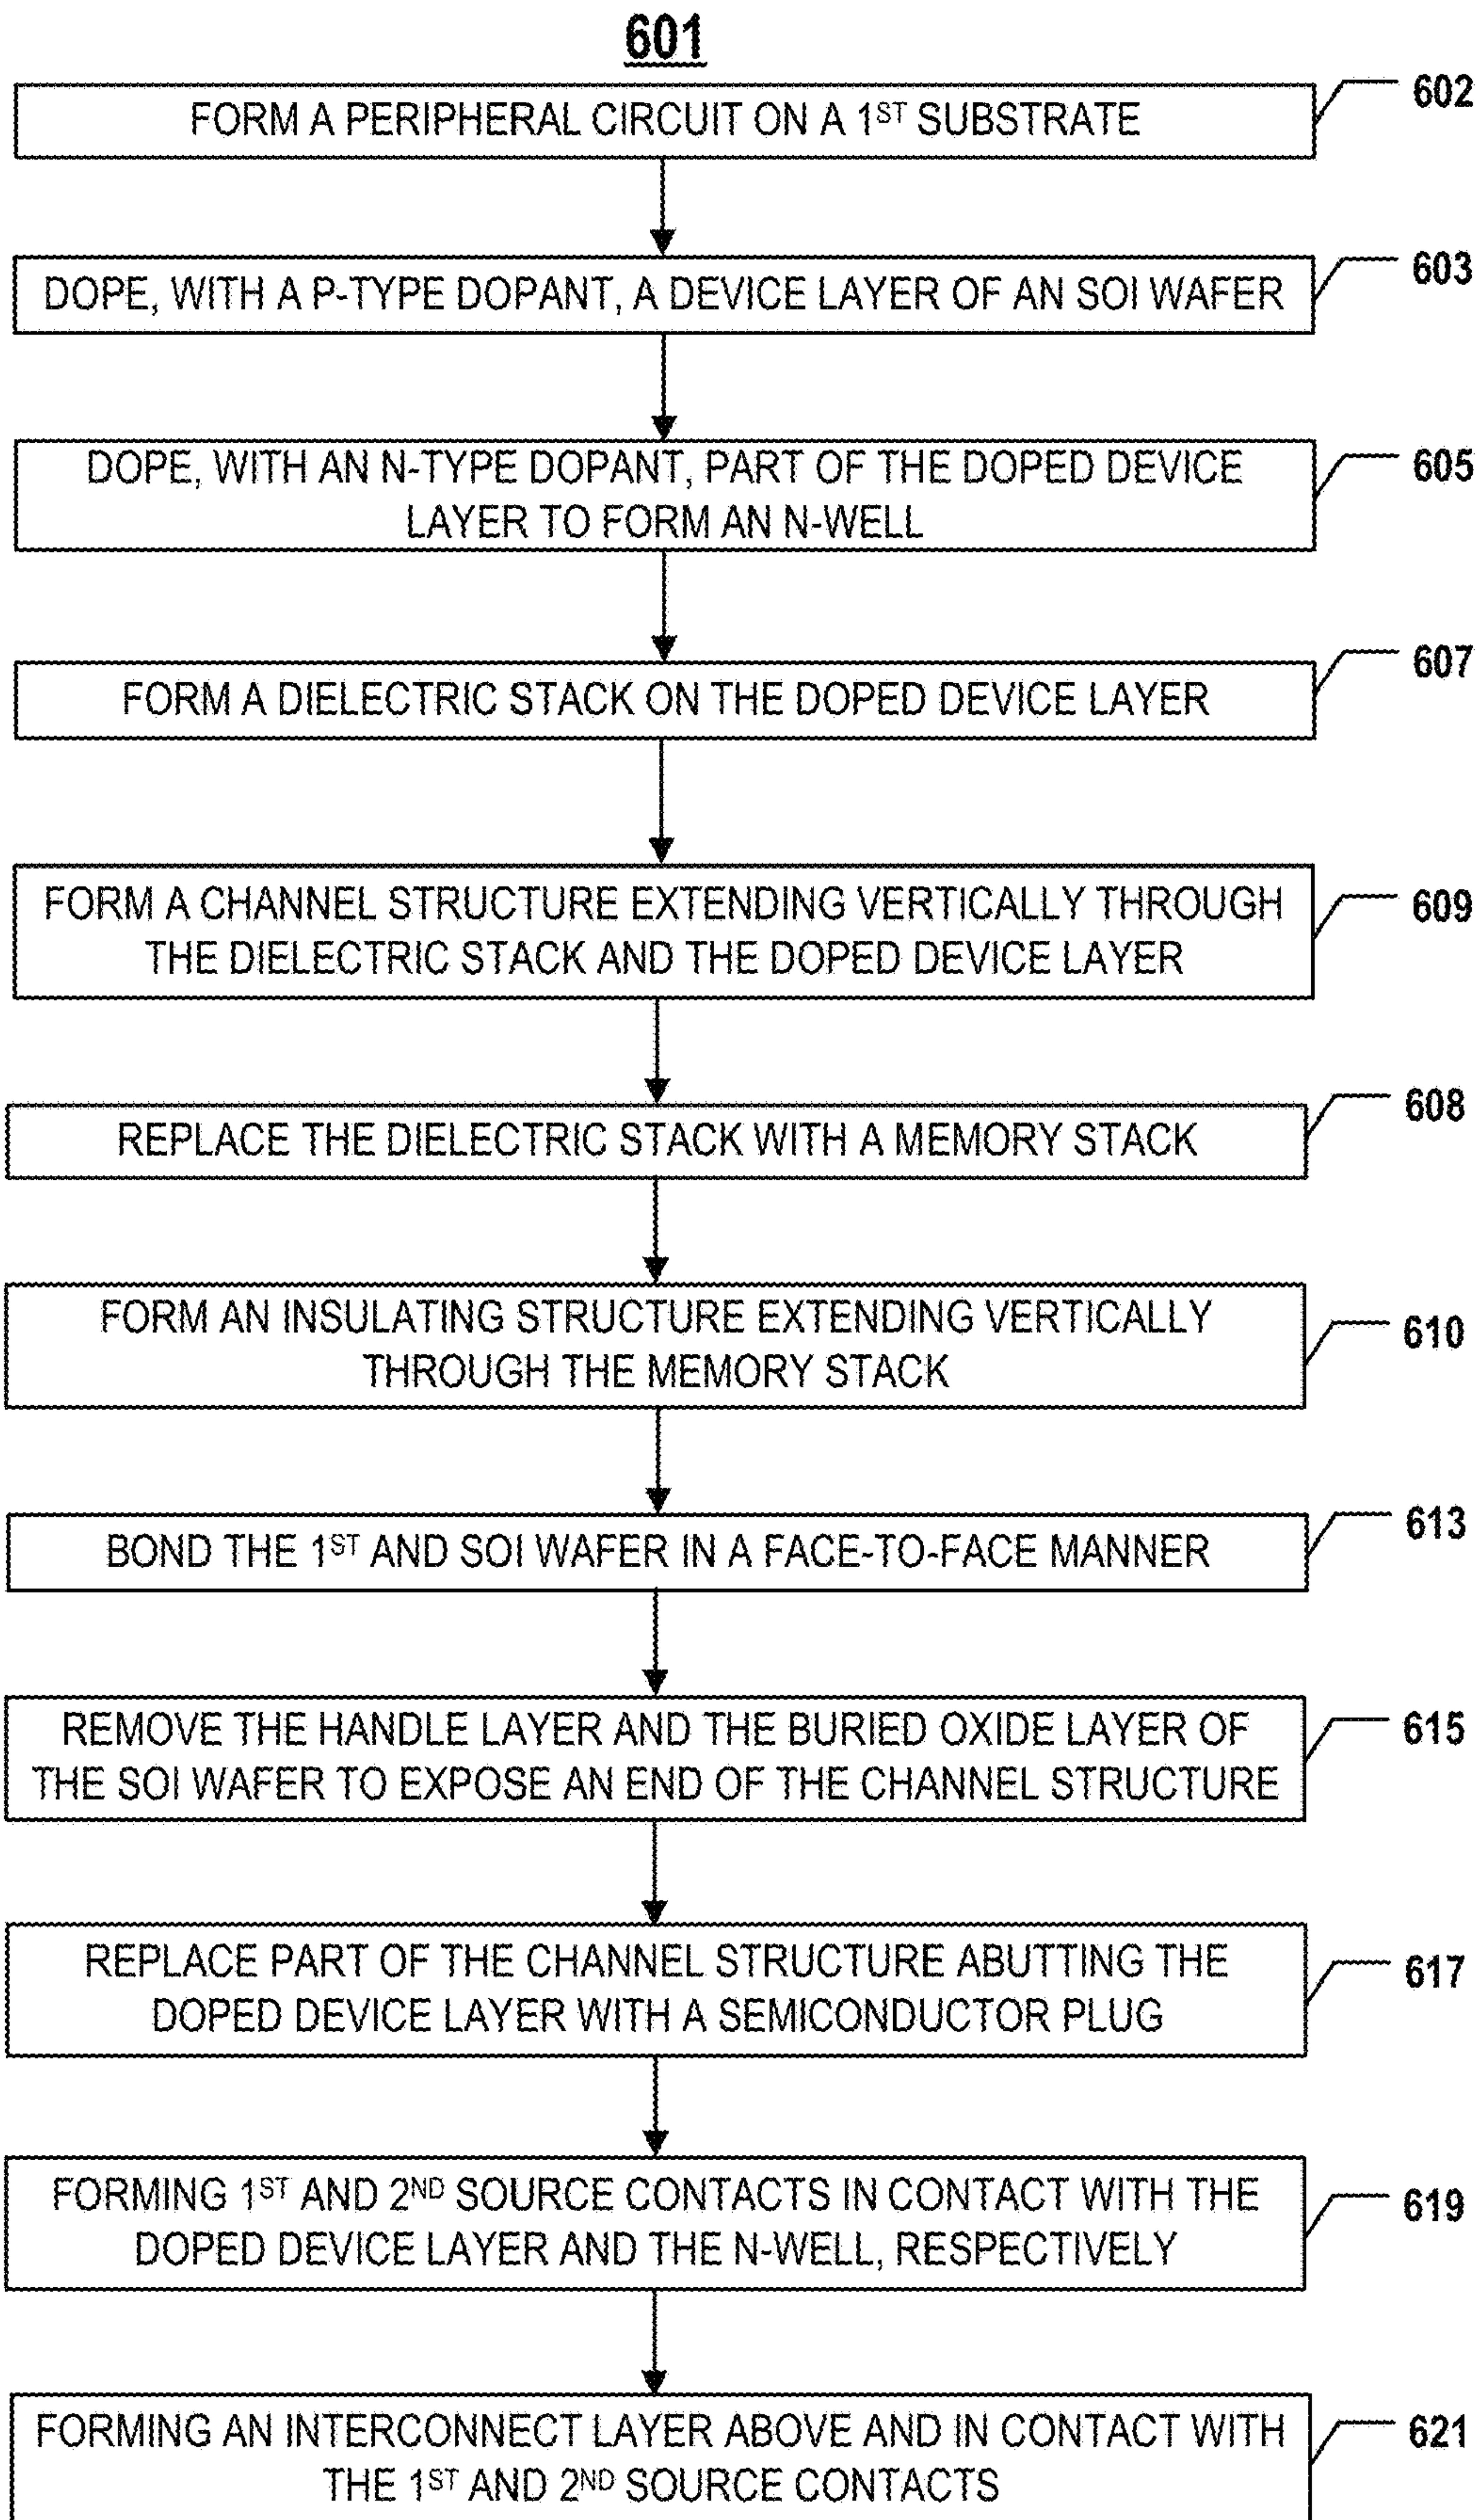 601
FORM A PERIPHERAL CIRCUIT ON A 1ST SUBSTRATE
602
DOPE, WITH A P-TYPE DOPANT, A DEVICE LAYER OF AN SOI WAFER
603
DOPE, WITH AN N-TYPE DOPANT, PART OF THE DOPED DEVICE
LAYER TO FORM AN N-WELL
605
FORM A DIELECTRIC STACK ON THE DOPED DEVICE LAYER
607
FORM A CHANNEL STRUCTURE EXTENDING VERTICALLY THROUGH
THE DIELECTRIC STACK AND THE DOPED DEVICE LAYER
609
REPLACE THE DIELECTRIC STACK WITH A MEMORY STACK
608
FORM AN INSULATING STRUCTURE EXTENDING VERTICALLY
THROUGH THE MEMORY STACK
610
BOND THE 1ST AND SOI WAFER IN A FACE-TO-FACE MANNER
613
REMOVE THE HANDLE LAYER AND THE BURIED OXIDE LAYER OF
THE SOI WAFER TO EXPOSE AN END OF THE CHANNEL STRUCTURE
615
REPLACE PART OF THE CHANNEL STRUCTURE ABUTTING THE
DOPED DEVICE LAYER WITH A SEMICONDUCTOR PLUG
617
FORMING 1ST AND 2ND SOURCE CONTACTS IN CONTACT WITH THE
DOPED DEVICE LAYER AND THE N-WELL, RESPECTIVELY
619
FORMING AN INTERCONNECT LAYER ABOVE AND IN CONTACT WITH
THE 1ST AND 2ND SOURCE CONTACTS
621